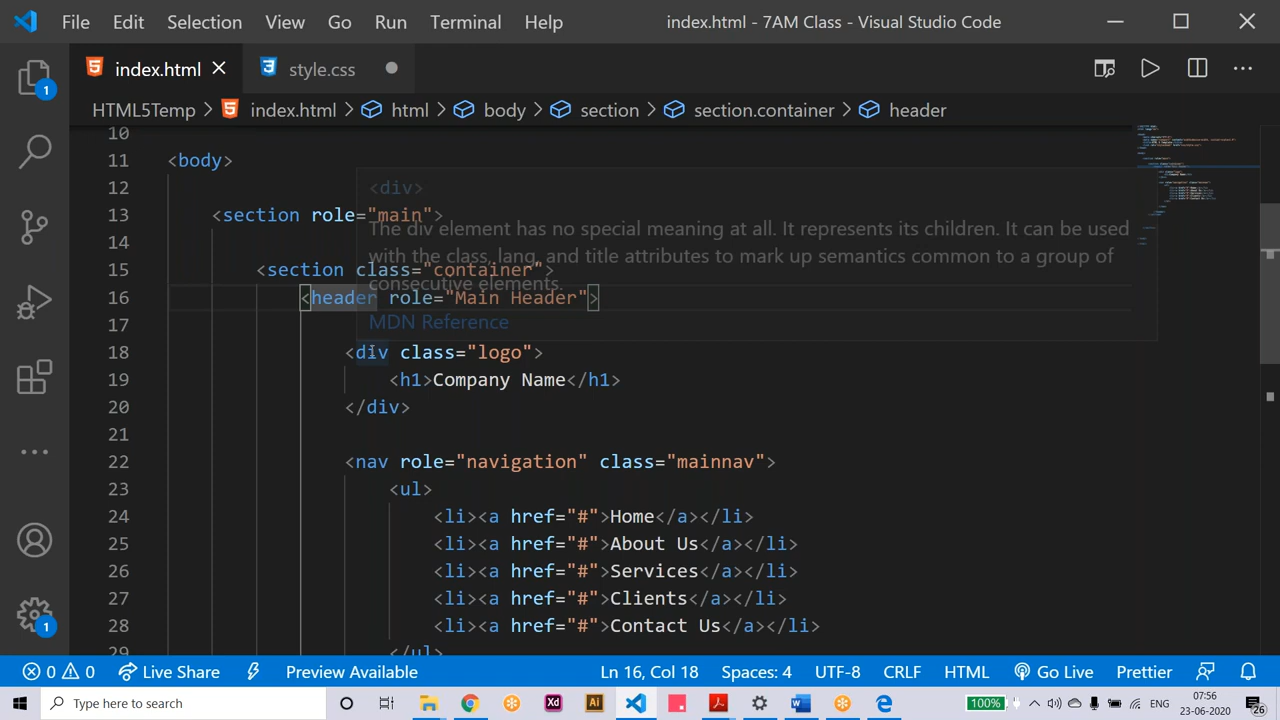 File Edit Selection View Go Run Terminal Help index.html - 7AM Class - Visual Studio Code
index.html style.css
HTML5Temp > index.html > html > body > section > section.container > header
10
11 <body>
12 <div>
13 <section role="main">
The div element has no special meaning at all. It represents its children. It can be used
14
with the class, lang, and title attributes to mark up semantics common to a group of
15 <section class="container">
consecutive elements.
16 <header role="Main Header">
17 MDN Reference
18 <div class="logo">
19 <h1>Company Name</h1>
20 </div>
21
22 <nav role="navigation" class="mainnav">
23 <ul>
24 <li><a href="#">Home</a></li>
25 <li><a href="#">About Us</a></li>
26 <li><a href="#">Services</a></li>
27 <li><a href="#">Clients</a></li>
28 <li><a href="#">Contact Us</a></li>
29 </ul>
1
1
0 0 Live Share Preview Available Ln 16, Col 18 Spaces: 4 UTF-8 CRLF HTML Go Live Prettier
Type here to search Xd Ai 100% ENG 07:56
23-06-2020 26